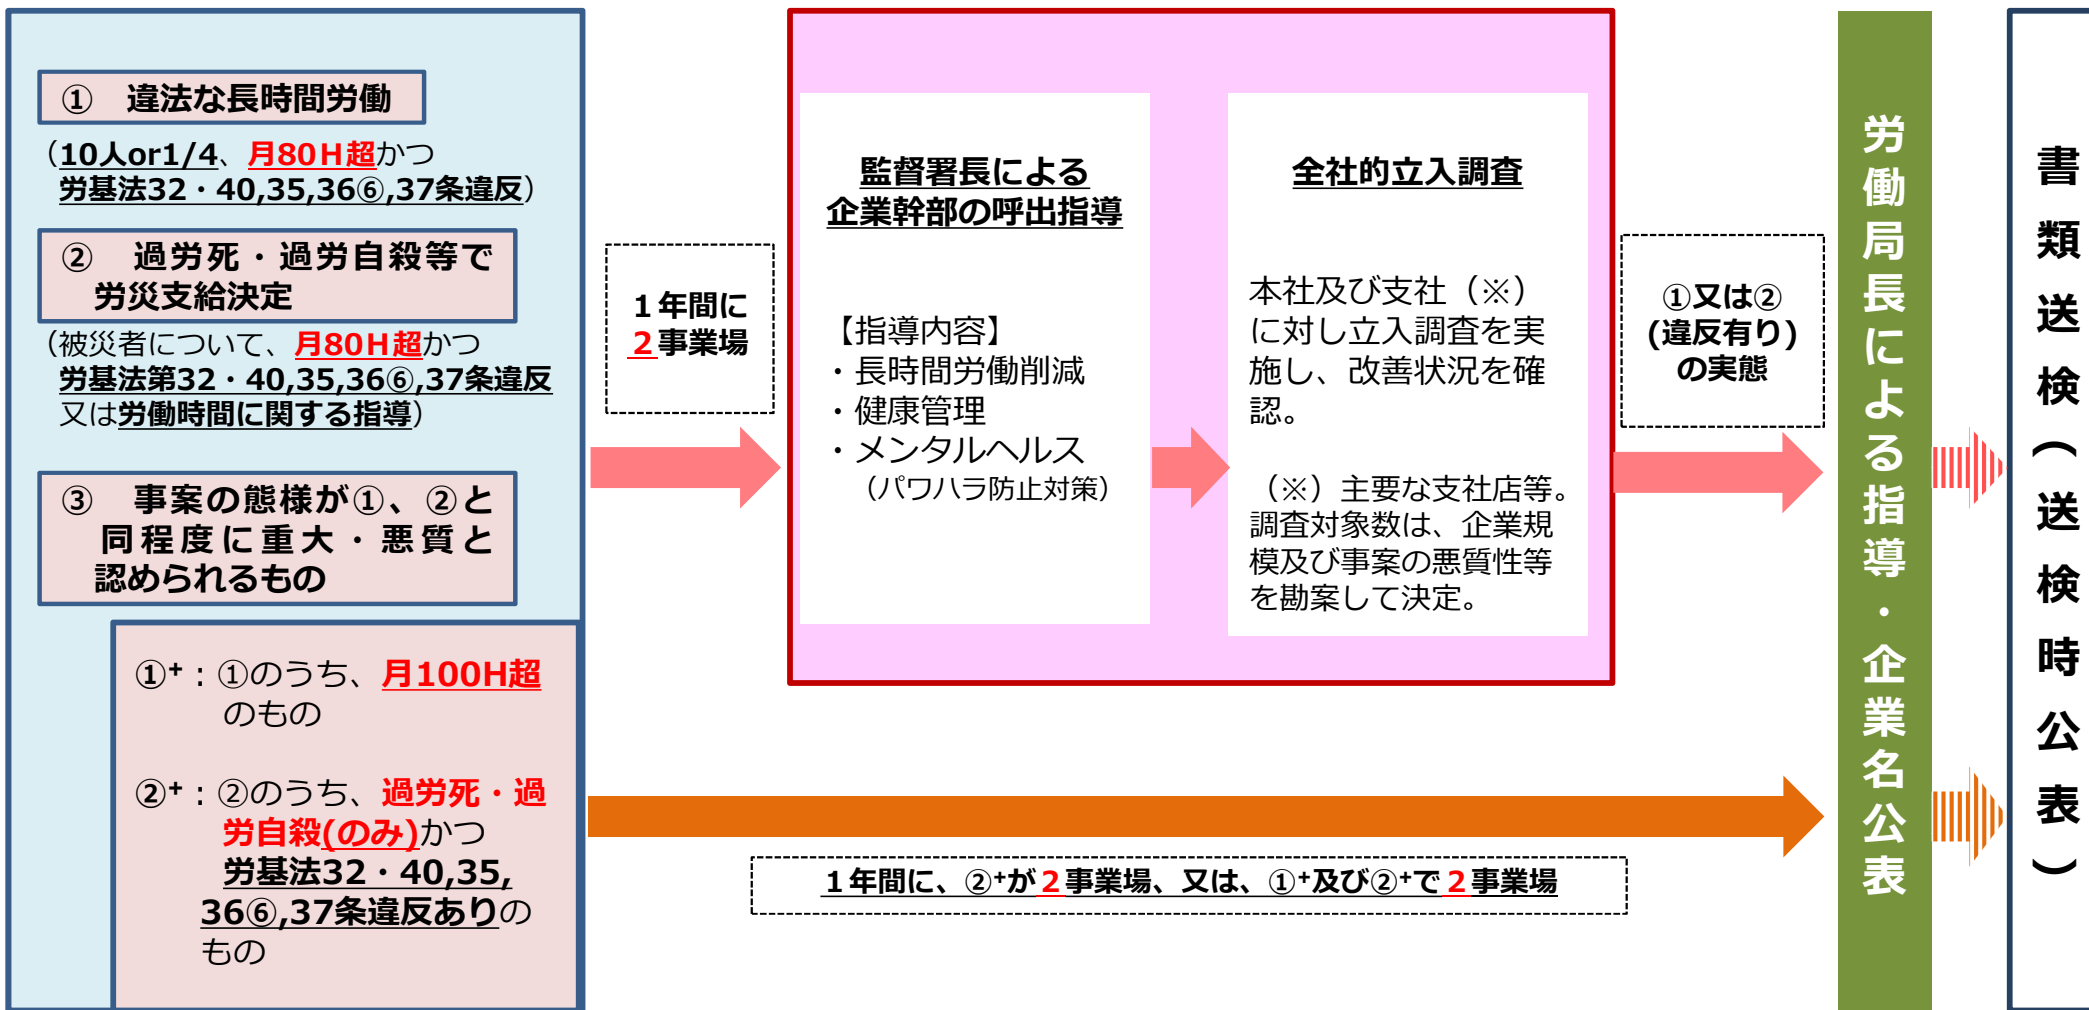 ① 違法な長時間労働
（10人or1/4、月80Ｈ超かつ
労基法32・40,35,36⑥,37条違反）
② 過労死・過労自殺等で
労災支給決定
（被災者について、月80Ｈ超かつ
労基法第32・40,35,36⑥,37条違反
又は労働時間に関する指導）
③ 事案の態様が①、②と
同程度に重大・悪質と
認められるもの
①⁺：①のうち、月100H超
のもの
②⁺：②のうち、過労死・過
労自殺(のみ)かつ
労基法32・40,35,
36⑥,37条違反ありの
もの
１年間に
２事業場
監督署長による
企業幹部の呼出指導
【指導内容】
・長時間労働削減
・健康管理
・メンタルヘルス
（パワハラ防止対策）
全社的立入調査
本社及び支社（※）
に対し立入調査を実
施し、改善状況を確
認。
（※）主要な支社店等。
調査対象数は、企業規
模及び事案の悪質性等
を勘案して決定。
①又は②
(違反有り)
の実態
１年間に、②⁺が２事業場、又は、①⁺及び②⁺で２事業場
労働局長による指導・企業名公表
書類送検（送検時公表）